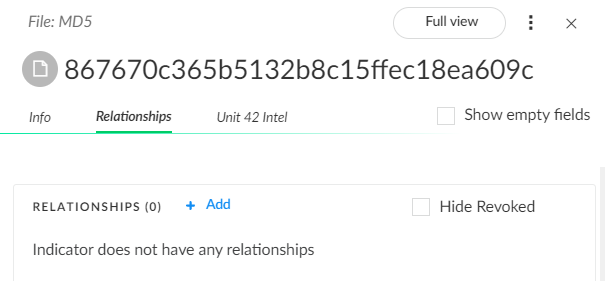 File: MD5
Full view
867670c365b5132b8c15ffec18ea609c
Info
Relationships
Unit 42 Intel
Show empty fields
RELATIONSHIPS (0)
+ Add
Hide Revoked
Indicator does not have any relationships